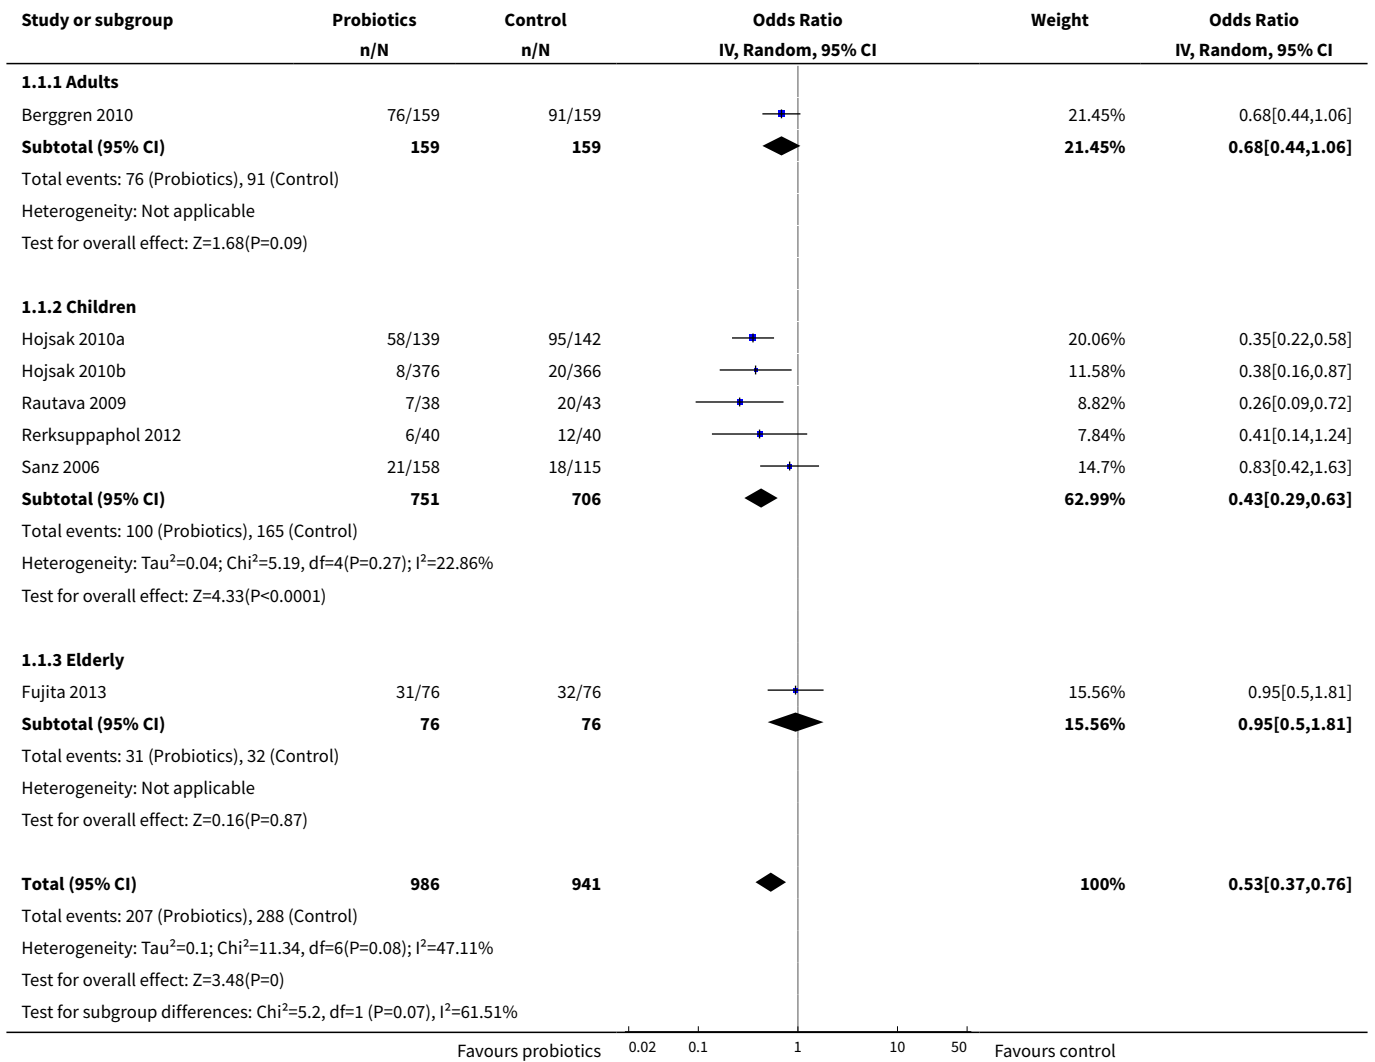 Study or subgroup Probiotics Control Odds Ratio Weight Odds Ratio
n/N n/N IV, Random, 95% CI IV, Random, 95% CI
1.1.1 Adults
Berggren 2010 76/159 91/159 21.45% 0.68[0.44,1.06]
Subtotal (95% CI) 159 159 21.45% 0.68[0.44,1.06]
Total events: 76 (Probiotics), 91 (Control)
Heterogeneity: Not applicable
Test for overall effect: Z=1.68(P=0.09)
1.1.2 Children
Hojsak 2010a 58/139 95/142 20.06% 0.35[0.22,0.58]
Hojsak 2010b 8/376 20/366 11.58% 0.38[0.16,0.87]
Rautava 2009 7/38 20/43 8.82% 0.26[0.09,0.72]
Rerksuppaphol 2012 6/40 12/40 7.84% 0.41[0.14,1.24]
Sanz 2006 21/158 18/115 14.7% 0.83[0.42,1.63]
Subtotal (95% CI) 751 706 62.99% 0.43[0.29,0.63]
Total events: 100 (Probiotics), 165 (Control)
Heterogeneity: Tau²=0.04; Chi²=5.19, df=4(P=0.27); I²=22.86%
Test for overall effect: Z=4.33(P<0.0001)
1.1.3 Elderly
Fujita 2013 31/76 32/76 15.56% 0.95[0.5,1.81]
Subtotal (95% CI) 76 76 15.56% 0.95[0.5,1.81]
Total events: 31 (Probiotics), 32 (Control)
Heterogeneity: Not applicable
Test for overall effect: Z=0.16(P=0.87)
Total (95% CI) 986 941 100% 0.53[0.37,0.76]
Total events: 207 (Probiotics), 288 (Control)
Heterogeneity: Tau²=0.1; Chi²=11.34, df=6(P=0.08); I²=47.11%
Test for overall effect: Z=3.48(P=0)
Test for subgroup differences: Chi²=5.2, df=1 (P=0.07), I²=61.51%
Favours probiotics 0.02 0.1 1 10 50 Favours control